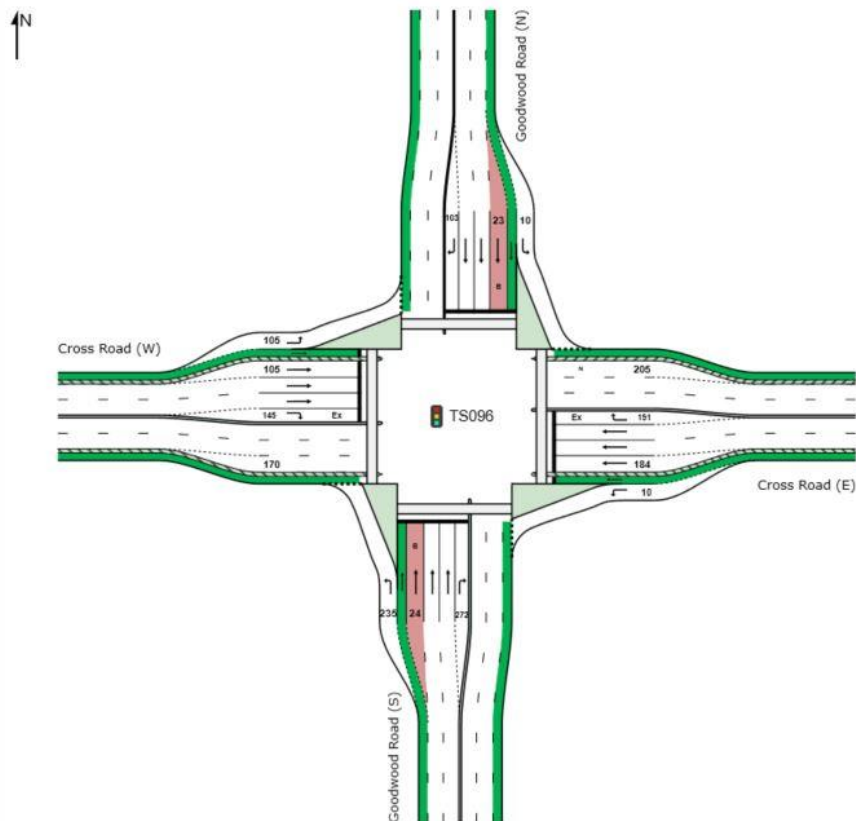 N
Goodwood Road (N)
103
23
10
B
105
Cross Road (W)
105
145
Ex
170
N
205
Ex
151
184
Cross Road (E)
10
TS096
B
235
24
272
Goodwood Road (S)